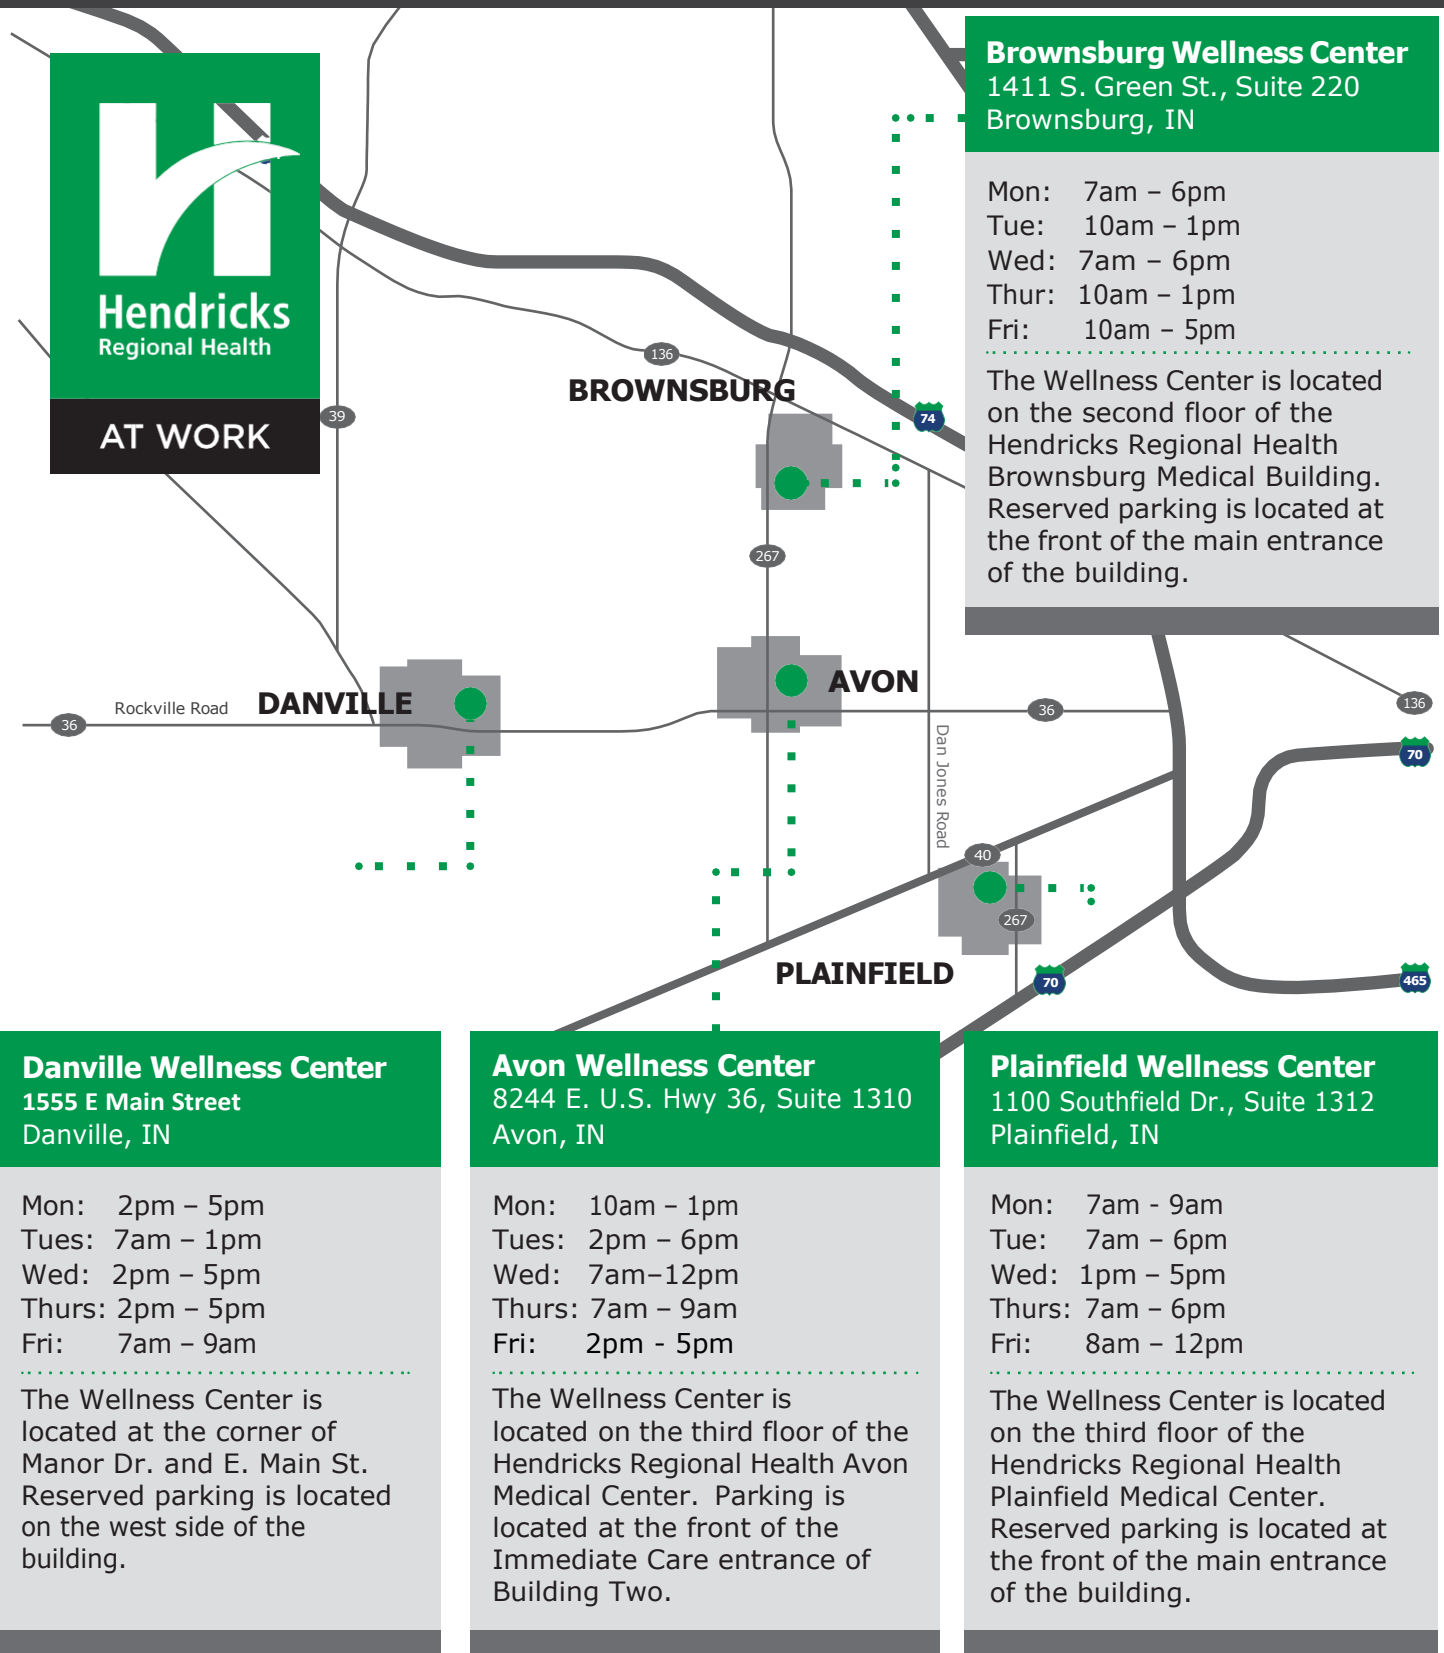 Hendricks
Regional Health
AT WORK
Brownsburg Wellness Center
1411 S. Green St., Suite 220
Brownsburg, IN
Mon: 7am – 6pm
Tue: 10am – 1pm
Wed: 7am – 6pm
Thur: 10am – 1pm
Fri: 10am – 5pm
The Wellness Center is located
on the second floor of the
Hendricks Regional Health
Brownsburg Medical Building.
Reserved parking is located at
the front of the main entrance
of the building.
136
BROWNSBURG
39
74
267
DANVILLE
AVON
Rockville Road
36
36
136
Dan Jones Road
70
40
267
PLAINFIELD
70
465
Danville Wellness Center
1555 E Main Street
Danville, IN
Mon: 2pm – 5pm
Tues: 7am – 1pm
Wed: 2pm – 5pm
Thurs: 2pm – 5pm
Fri: 7am – 9am
The Wellness Center is
located at the corner of
Manor Dr. and E. Main St.
Reserved parking is located
on the west side of the
building.
Avon Wellness Center
8244 E. U.S. Hwy 36, Suite 1310
Avon, IN
Mon: 10am – 1pm
Tues: 2pm – 6pm
Wed: 7am–12pm
Thurs: 7am – 9am
Fri: 2pm - 5pm
The Wellness Center is
located on the third floor of the
Hendricks Regional Health Avon
Medical Center. Parking is
located at the front of the
Immediate Care entrance of
Building Two.
Plainfield Wellness Center
1100 Southfield Dr., Suite 1312
Plainfield, IN
Mon: 7am - 9am
Tue: 7am – 6pm
Wed: 1pm – 5pm
Thurs: 7am – 6pm
Fri: 8am – 12pm
The Wellness Center is located
on the third floor of the
Hendricks Regional Health
Plainfield Medical Center.
Reserved parking is located at
the front of the main entrance
of the building.